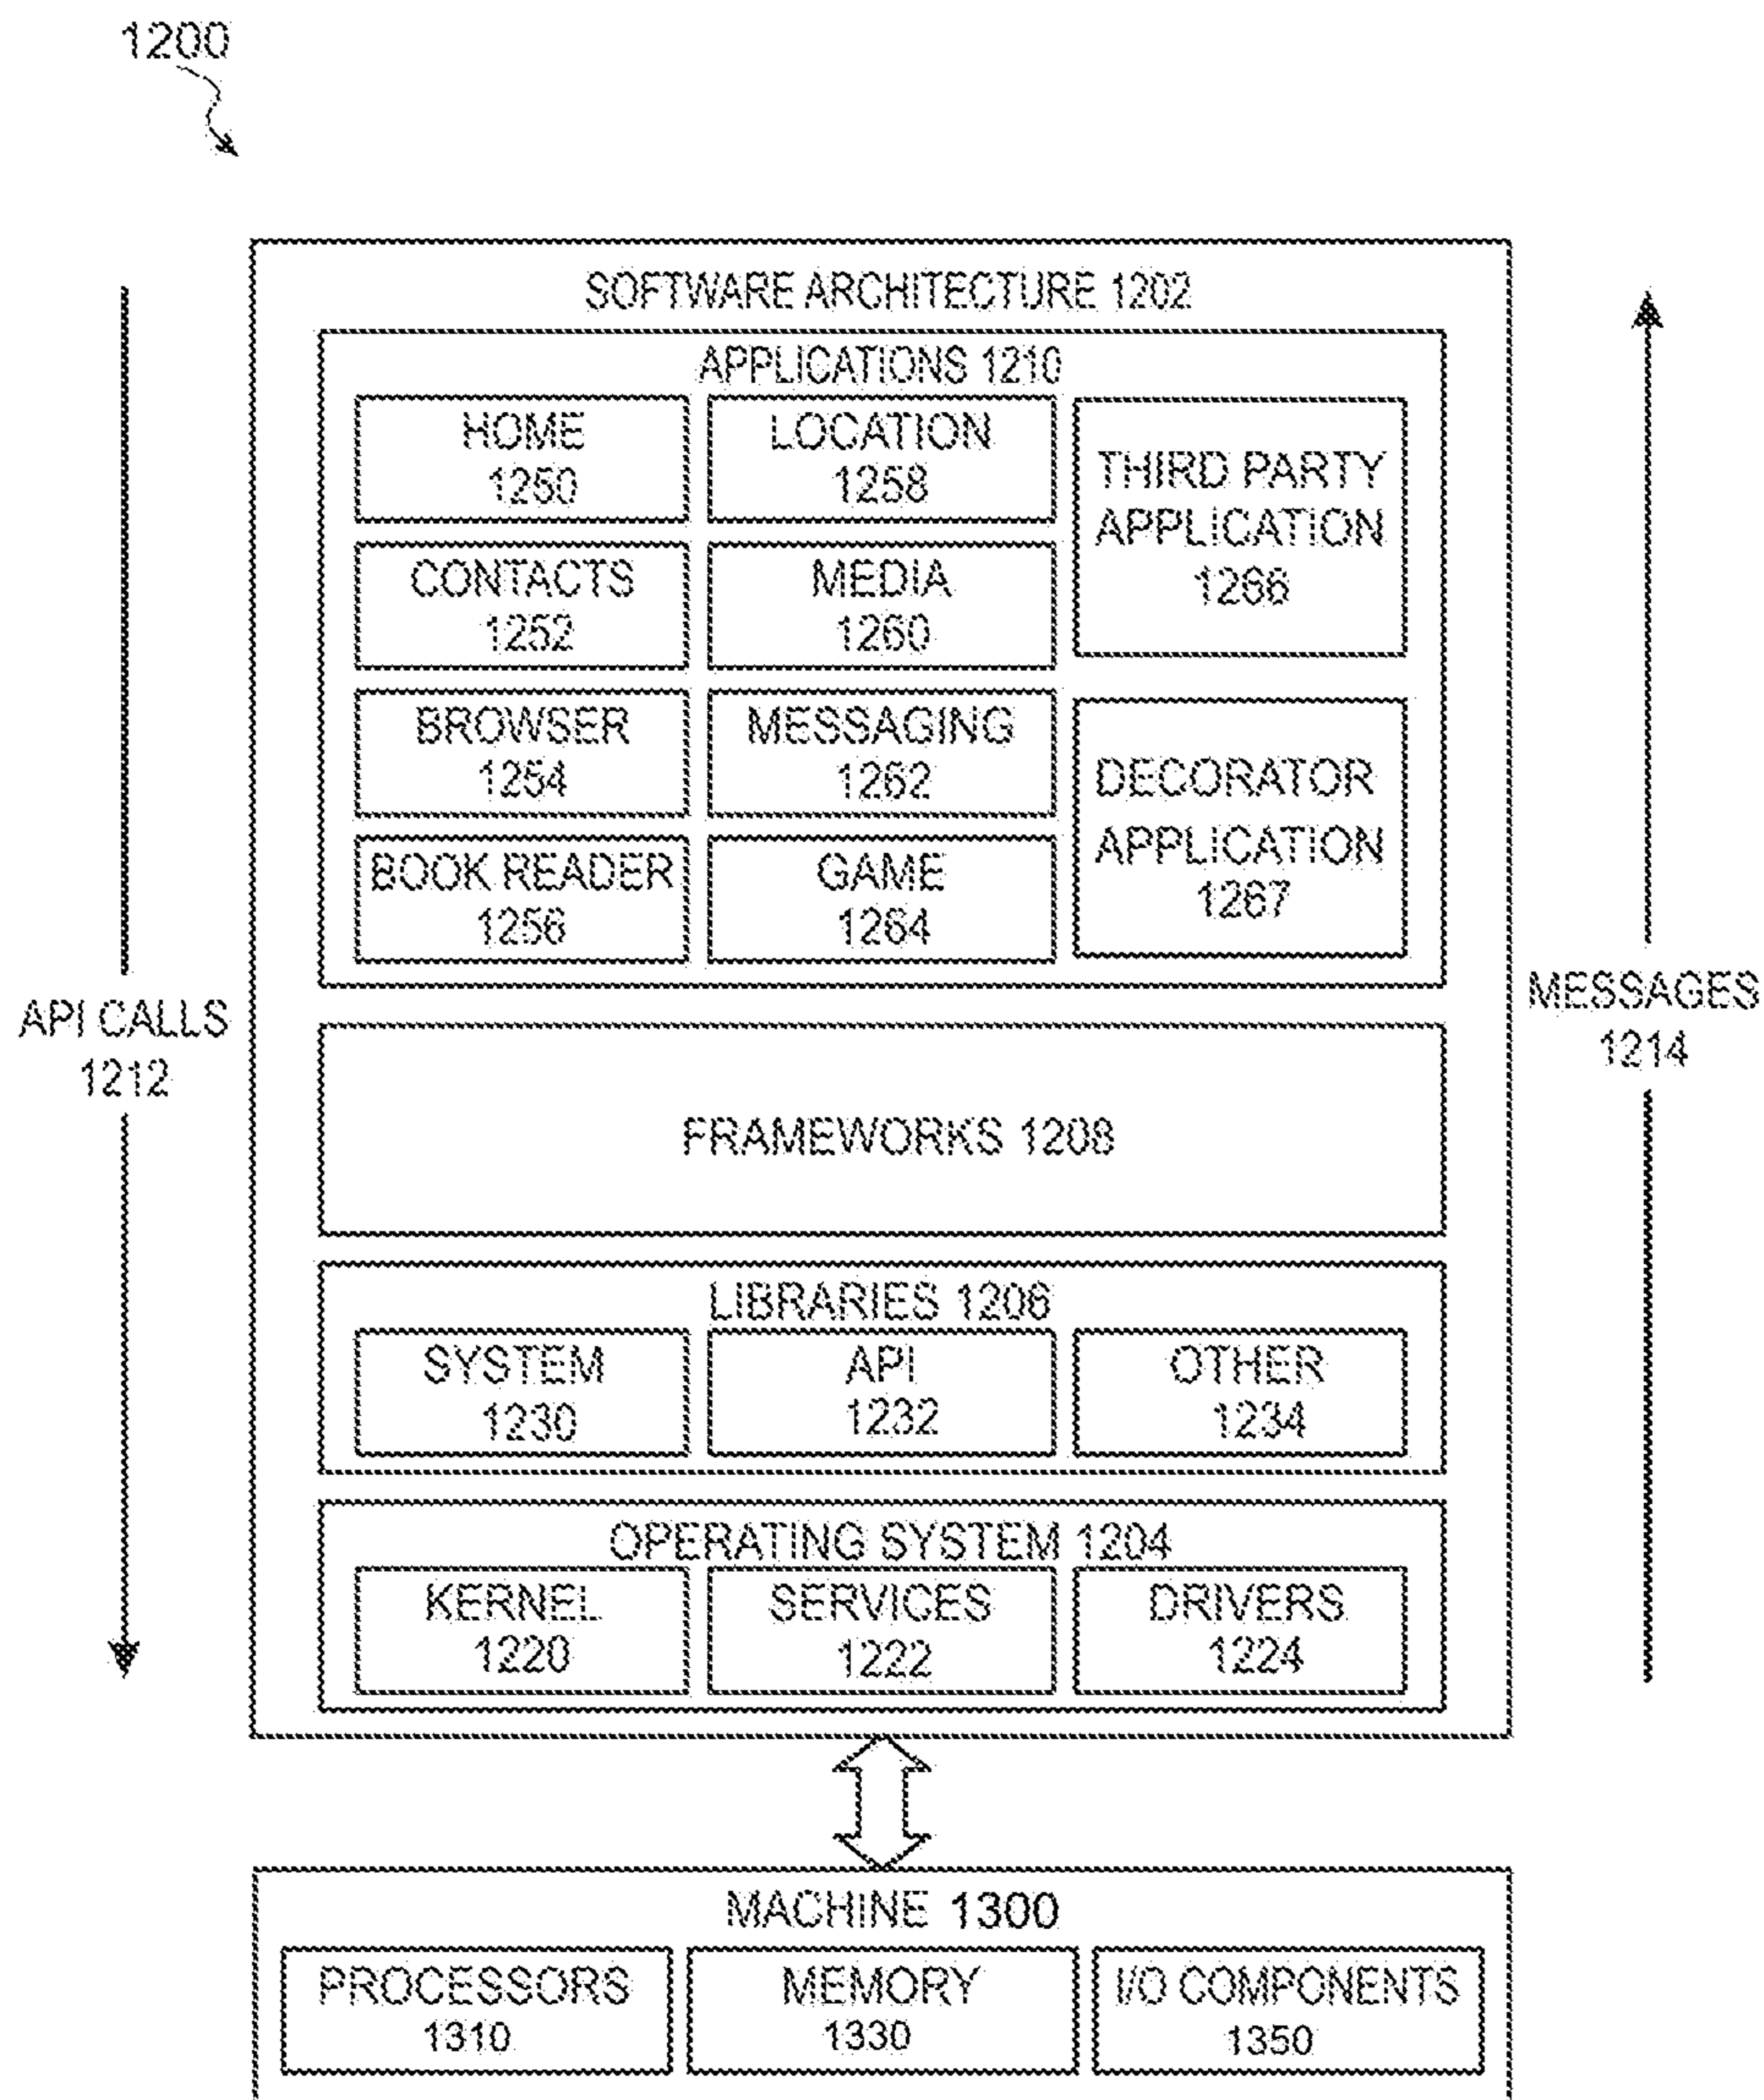 1200
SOFTWARE ARCHITECTURE 1202
APPLICATIONS 1210
HOME
1250
LOCATION
1258
THIRD PARTY
APPLICATION
1266
CONTACTS
1252
MEDIA
1260
BROWSER
1254
MESSAGING
1262
DECORATOR
APPLICATION
1267
BOOK READER
1256
GAME
1264
API CALLS
1212
MESSAGES
1214
FRAMEWORKS 1208
LIBRARIES 1206
SYSTEM
1230
API
1232
OTHER
1234
OPERATING SYSTEM 1204
KERNEL
1220
SERVICES
1222
DRIVERS
1224
MACHINE 1300
PROCESSORS
1310
MEMORY
1330
I/O COMPONENTS
1350